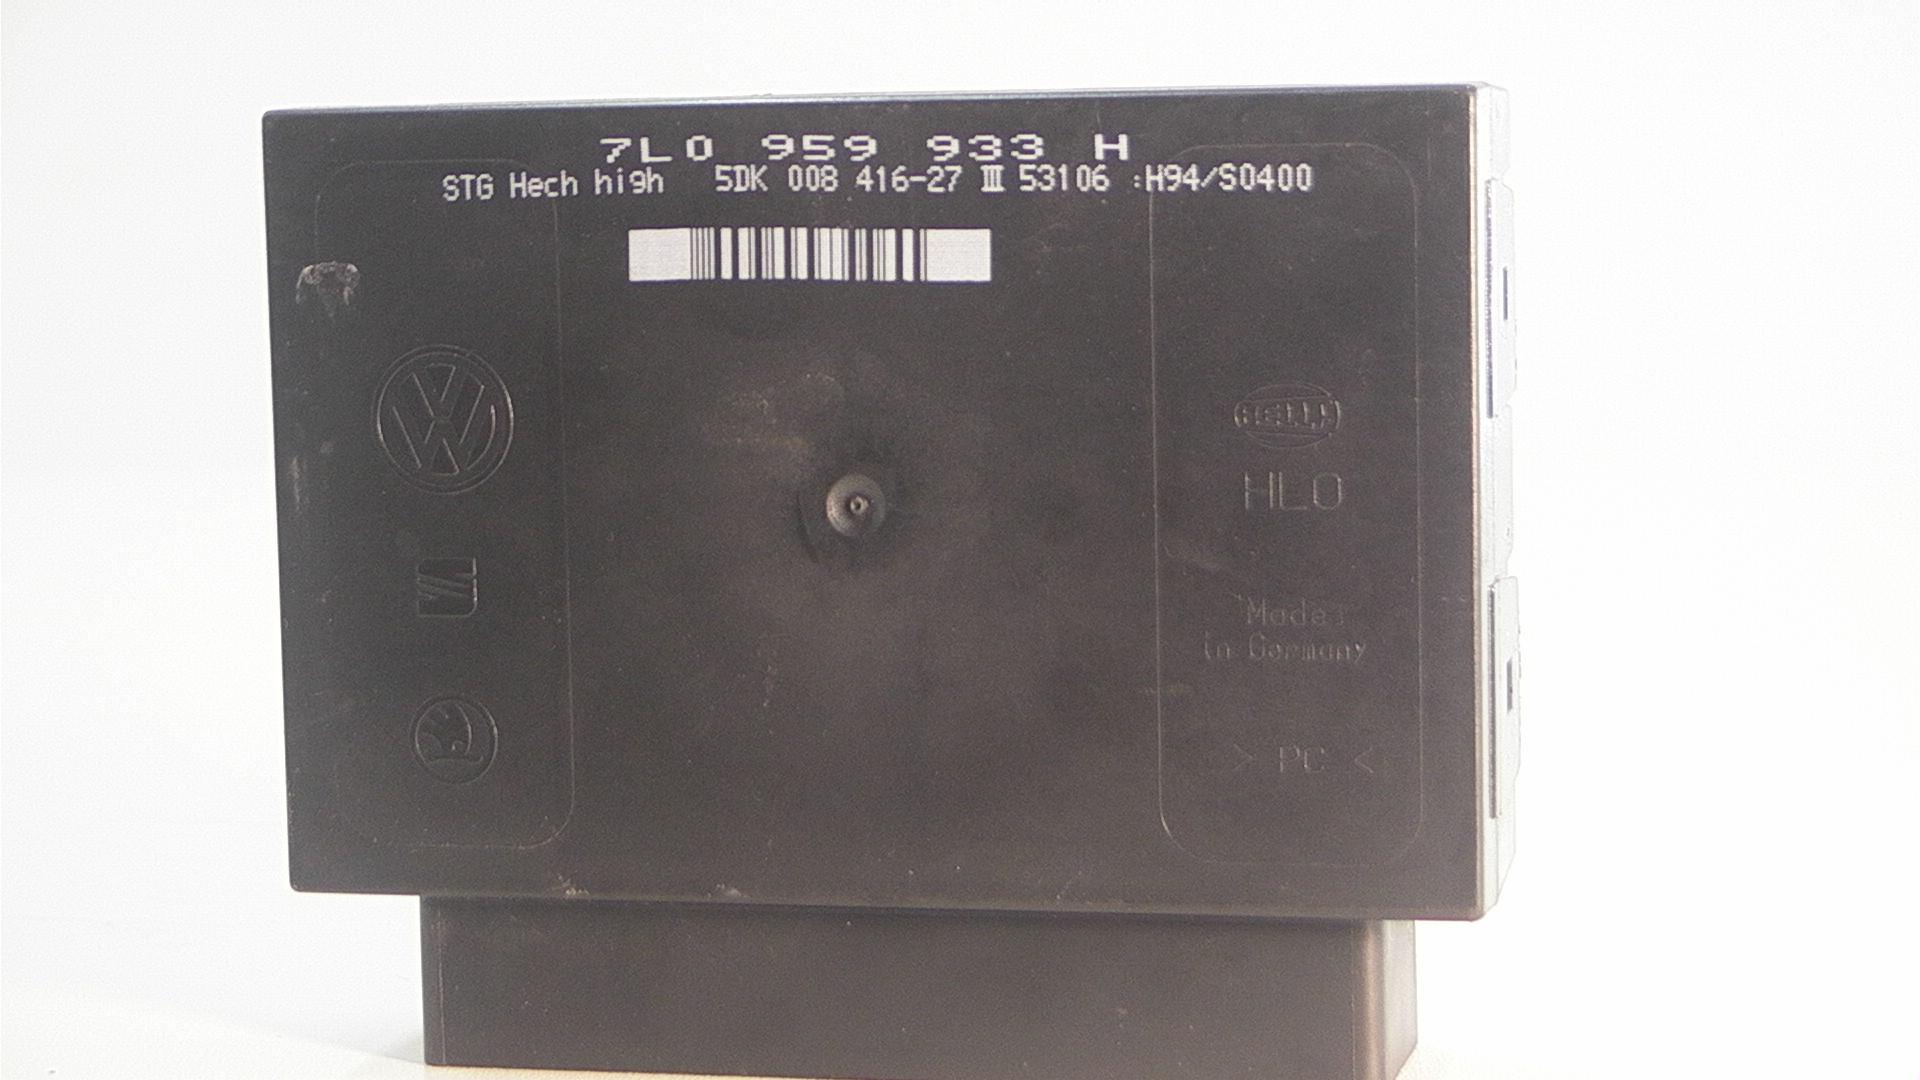 7L0 959 933 H
STG Hech high 5DK 008 416-27 III 53106 :H94/S0400
HELLA
HLO
Made
in Germany
> PC <